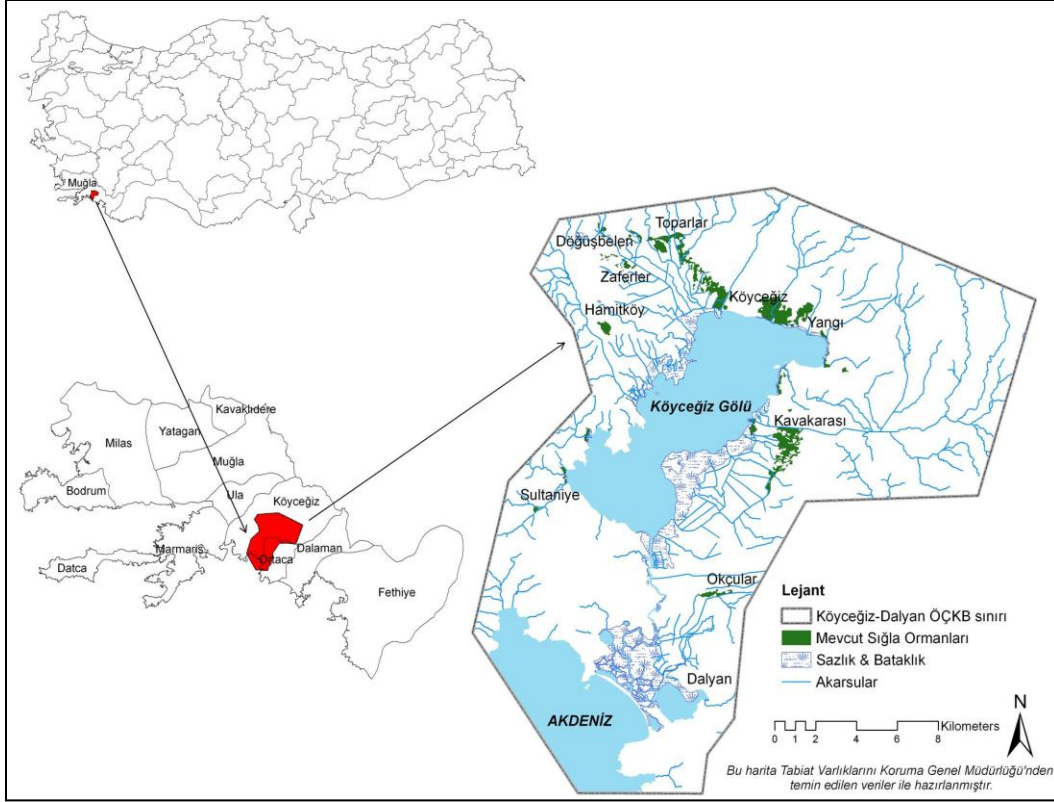 Muğla
Toparlar
Döğüşbelen
Zaferler
Köyceğiz
Hamitköy
Yangı
Köyceğiz Gölü
Kavakarası
Sultaniye
Okçular
Dalyan
AKDENİZ
Kavaklıdere
Yatagan
Milas
Muğla
Bodrum
Ula
Köyceğiz
Marmaris
Ortaca
Dalaman
Datca
Fethiye
Lejant
Köyceğiz-Dalyan ÖÇKB sınırı
Mevcut Sığla Ormanları
Sazlık & Bataklık
Akarsular
N
Kilometers
0 1 2 4 6 8
Bu harita Tabiat Varlıklarını Koruma Genel Müdürlüğü'nden
temin edilen veriler ile hazırlanmıştır.